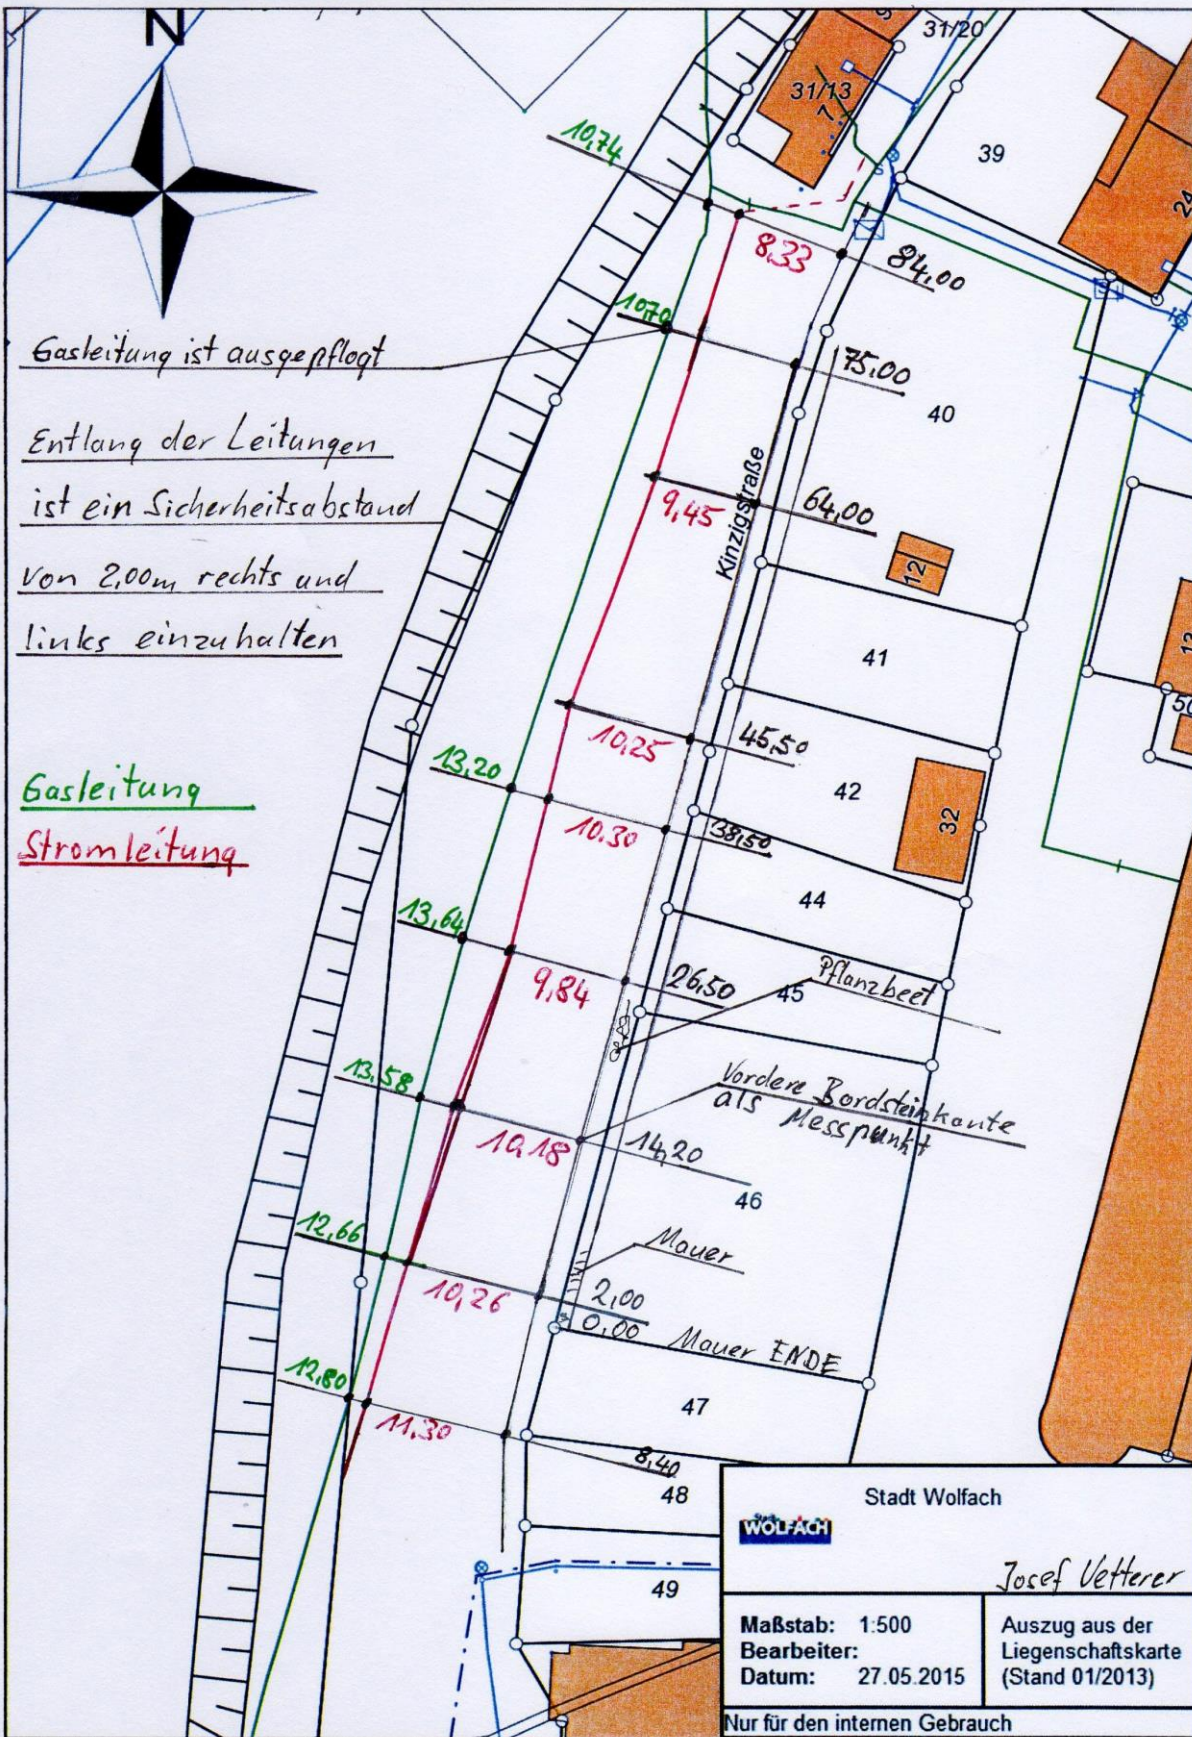 N
31/20
31/13
7
39
24
10,74
8,33
84,00
10,70
75,00
Gasleitung ist ausgepflogt
40
Entlang der Leitungen
ist ein Sicherheitsabstand
von 2,00m rechts und
links einzuhalten
Kinzigstraße
9,45
64,00
12
41
13
50
10,25
45,50
13,20
42
32
Gasleitung
Stromleitung
10,30
38,50
44
13,64
9,84
26,50
45
Pflanzbeet
13,58
10,18
14,20
Vordere Bordsteinkante
als Messpunkt
46
12,66
Mauer
10,26
2,00
0,00
Mauer ENDE
12,80
11,30
47
8,40
48
49
Stadt Wolfach
Stadt
WOLFACH
Josef Vetterer
Maßstab: 1:500
Bearbeiter:
Datum: 27.05.2015
Auszug aus der
Liegenschaftskarte
(Stand 01/2013)
Nur für den internen Gebrauch